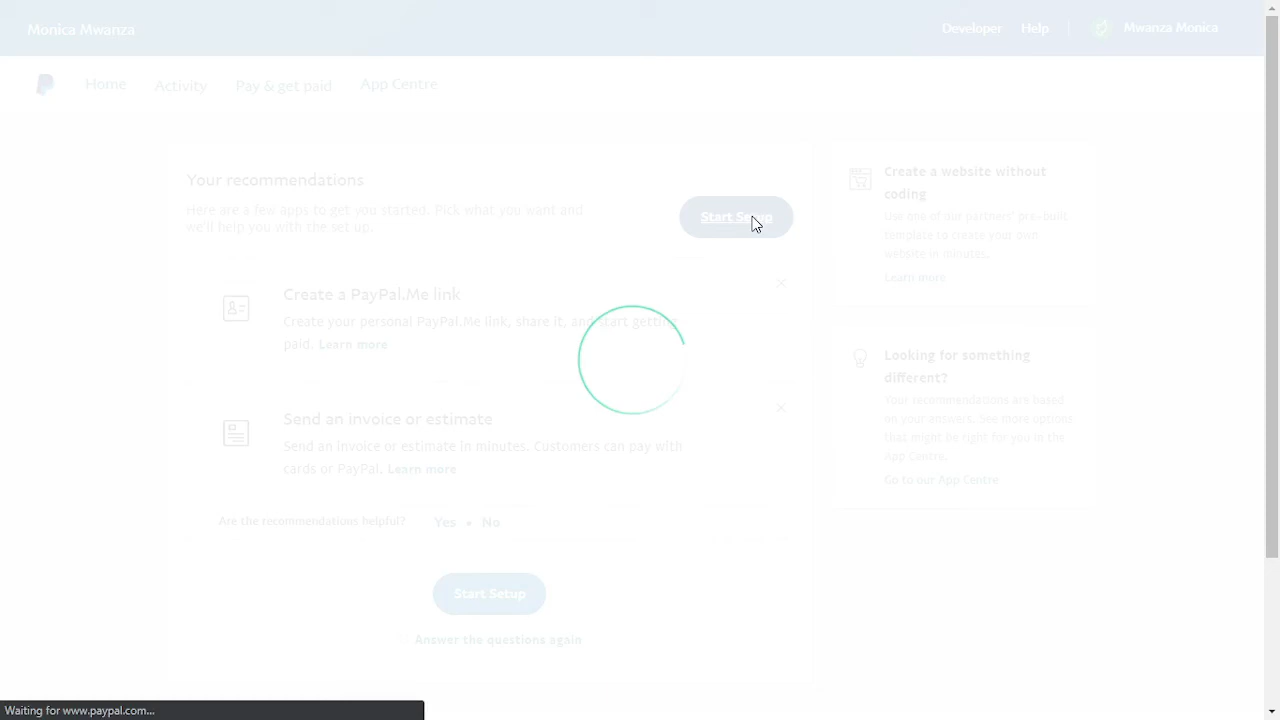 Monica Mwanza
Developer Help Mwanza Monica
Home Activity Pay & get paid App Centre
Your recommendations
Here are a few apps to get you started. Pick what you want and
we'll help you with the set up.
Start Setup
Create a PayPal.Me link
Create your personal PayPal.Me link, share it, and start getting
paid. Learn more
Send an invoice or estimate
Send an invoice or estimate in minutes. Customers can pay with
cards or PayPal. Learn more
Are the recommendations helpful? Yes • No
Start Setup
Answer the questions again
Create a website without
coding
Use one of our partners' pre-built
template to create your own
website in minutes.
Learn more
Looking for something
different?
Your recommendations are based
on your answers. See more options
that might be right for you in the
App Centre.
Go to our App Centre
Waiting for www.paypal.com...